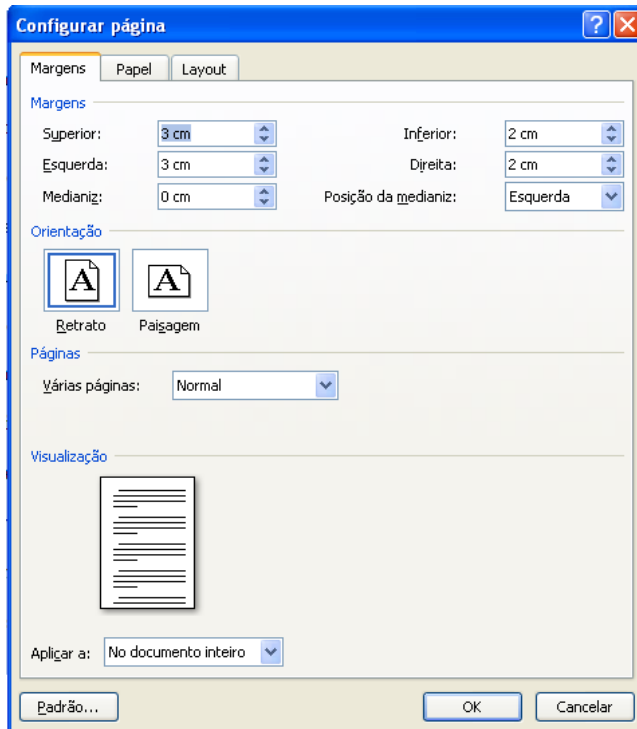 Configurar página
Margens Papel Layout
Margens
Superior: 3 cm Inferior: 2 cm
Esquerda: 3 cm Direita: 2 cm
Medianiz: 0 cm Posição da medianiz: Esquerda
Orientação
A A
Retrato Paisagem
Páginas
Várias páginas: Normal
Visualização
Aplicar a: No documento inteiro
Padrão... OK Cancelar